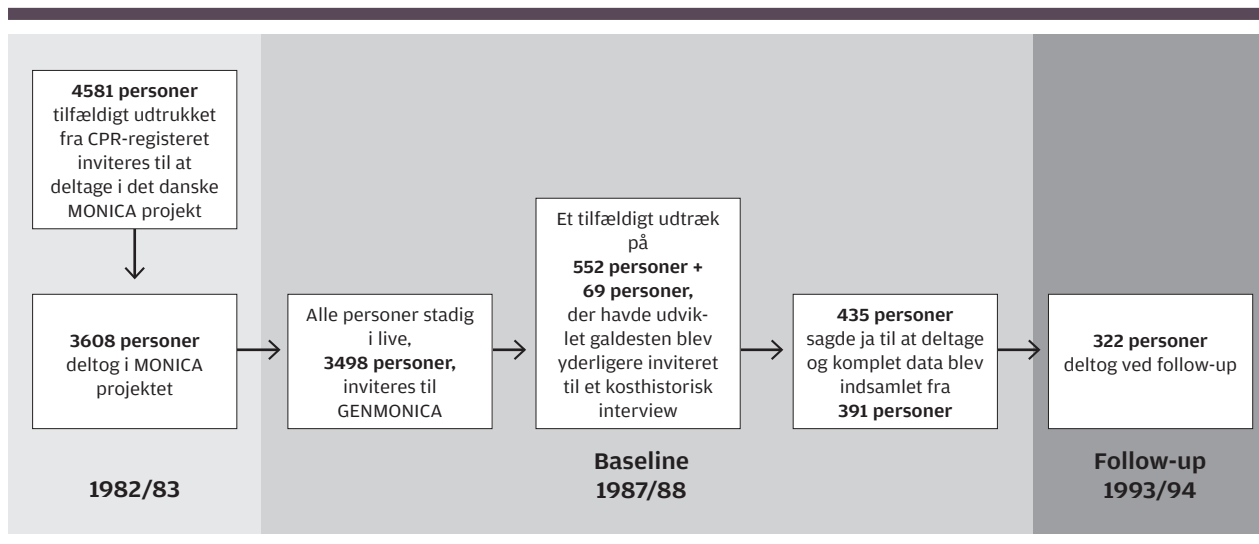 4581 personer
tilfældigt udtrukket
fra CPR-registeret
inviteres til at
deltage i det danske
MONICA projekt
3608 personer
deltog i MONICA
projektet
1982/83
Alle personer stadig
i live,
3498 personer,
inviteres til
GENMONICA
Et tilfældigt udtræk
på
552 personer +
69 personer,
der havde udvik-
let galdesten blev
yderligere inviteret
til et kosthistorisk
interview
435 personer
sagde ja til at deltage
og komplet data blev
indsamlet fra
391 personer
Baseline
1987/88
322 personer
deltog ved follow-up
Follow-up
1993/94